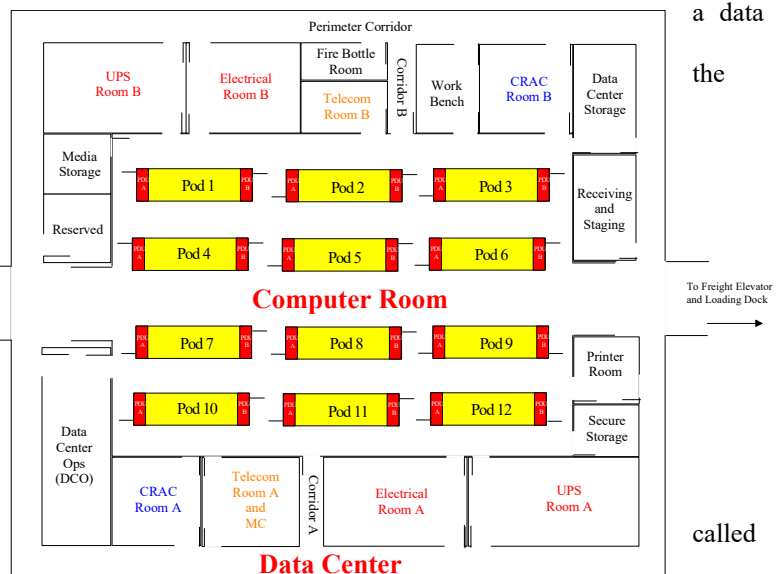 a data
the
Perimeter Corridor
UPS
Room B
Electrical
Room B
Fire Bottle
Room
Telecom
Room B
Corridor B
Work
Bench
CRAC
Room B
Data
Center
Storage
Media
Storage
Reserved
PDU A
Pod 1
PDU B
PDU A
Pod 2
PDU B
PDU A
Pod 3
PDU B
Receiving
and
Staging
PDU A
Pod 4
PDU B
PDU A
Pod 5
PDU B
PDU A
Pod 6
PDU B
Computer Room
To Freight Elevator
and Loading Dock
PDU A
Pod 7
PDU B
PDU A
Pod 8
PDU B
PDU A
Pod 9
PDU B
Printer
Room
PDU A
Pod 10
PDU B
PDU A
Pod 11
PDU B
PDU A
Pod 12
PDU B
Secure
Storage
Data
Center
Ops
(DCO)
CRAC
Room A
Telecom
Room A
and
MC
Corridor A
Electrical
Room A
UPS
Room A
called
Data Center